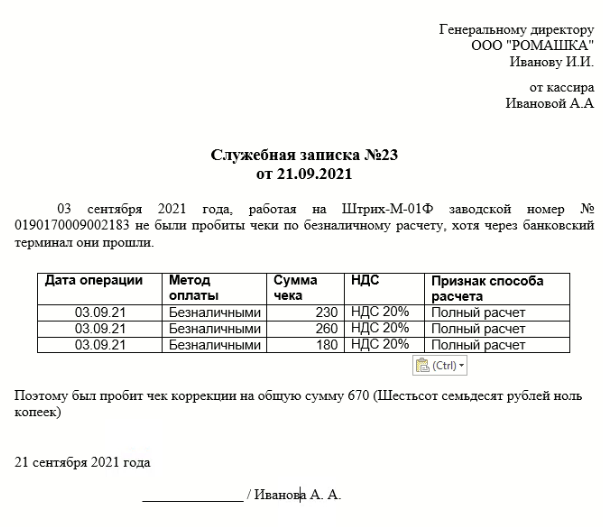 Генеральному директору
ООО "РОМАШКА"
Иванову И.И.
от кассира
Ивановой А.А
Служебная записка №23
от 21.09.2021
03 сентября 2021 года, работая на Штрих-М-01Ф заводской номер №
0190170009002183 не были пробиты чеки по безналичному расчету, хотя через банковский
терминал они прошли.
Дата операции Метод оплаты Сумма чека НДС Признак способа расчета
03.09.21 Безналичными 230 НДС 20% Полный расчет
03.09.21 Безналичными 260 НДС 20% Полный расчет
03.09.21 Безналичными 180 НДС 20% Полный расчет
(Ctrl)
Поэтому был пробит чек коррекции на общую сумму 670 (Шестьсот семьдесят рублей ноль
копеек)
21 сентября 2021 года
_______________ / Иванова А. А.